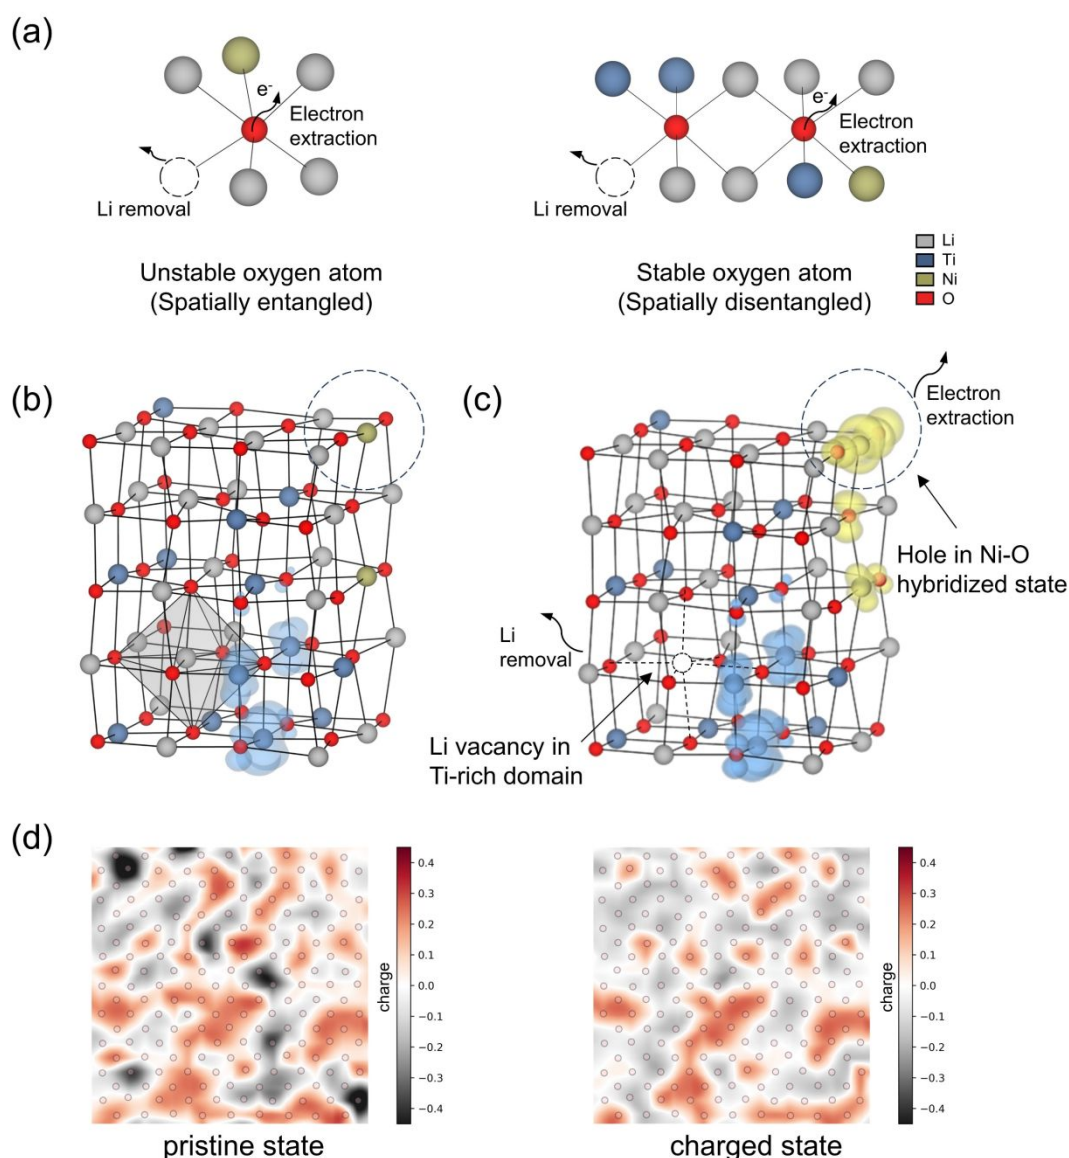 (a)
e-
Electron
extraction
Li removal
Unstable oxygen atom
(Spatially entangled)
e-
Electron
extraction
Li removal
Stable oxygen atom
(Spatially disentangled)
Li
Ti
Ni
O
(b)
(c)
Electron
extraction
Hole in Ni-O
hybridized state
Li
removal
Li vacancy in
Ti-rich domain
(d)
0.4
0.3
0.2
0.1
0.0
−0.1
−0.2
−0.3
−0.4
charge
pristine state
0.4
0.3
0.2
0.1
0.0
−0.1
−0.2
−0.3
−0.4
charge
charged state